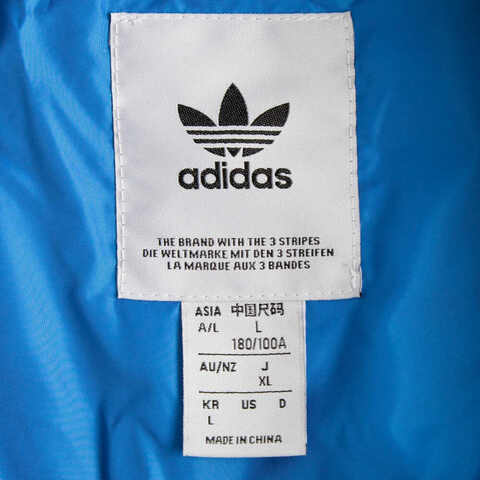 adidas
THE BRAND WITH THE 3 STRIPES
DIE WELTMARKE MIT DEN 3 STREIFEN
LA MARQUE AUX 3 BANDES
ASIA 中国尺码
A/L L
180/100A
AU/NZ J
XL
KR US D
L
MADE IN CHINA